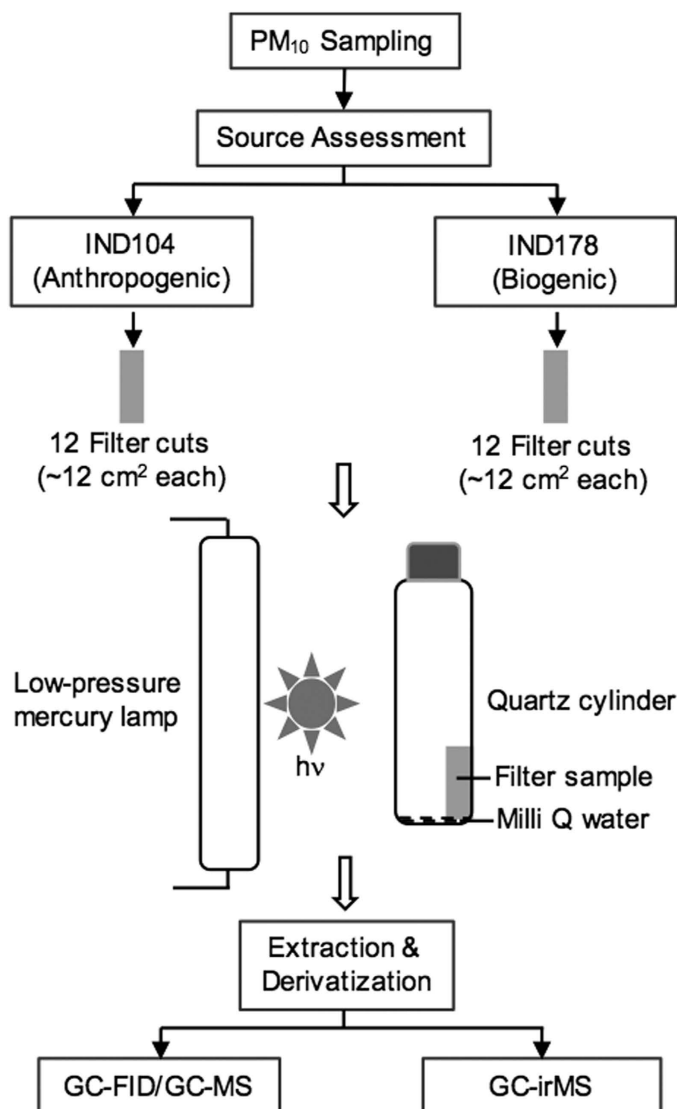 PM₁₀ Sampling
Source Assessment
IND104
(Anthropogenic)
IND178
(Biogenic)
12 Filter cuts
(~12 cm² each)
12 Filter cuts
(~12 cm² each)
Low-pressure
mercury lamp
hν
Quartz cylinder
Filter sample
Milli Q water
Extraction &
Derivatization
GC-FID/GC-MS
GC-irMS